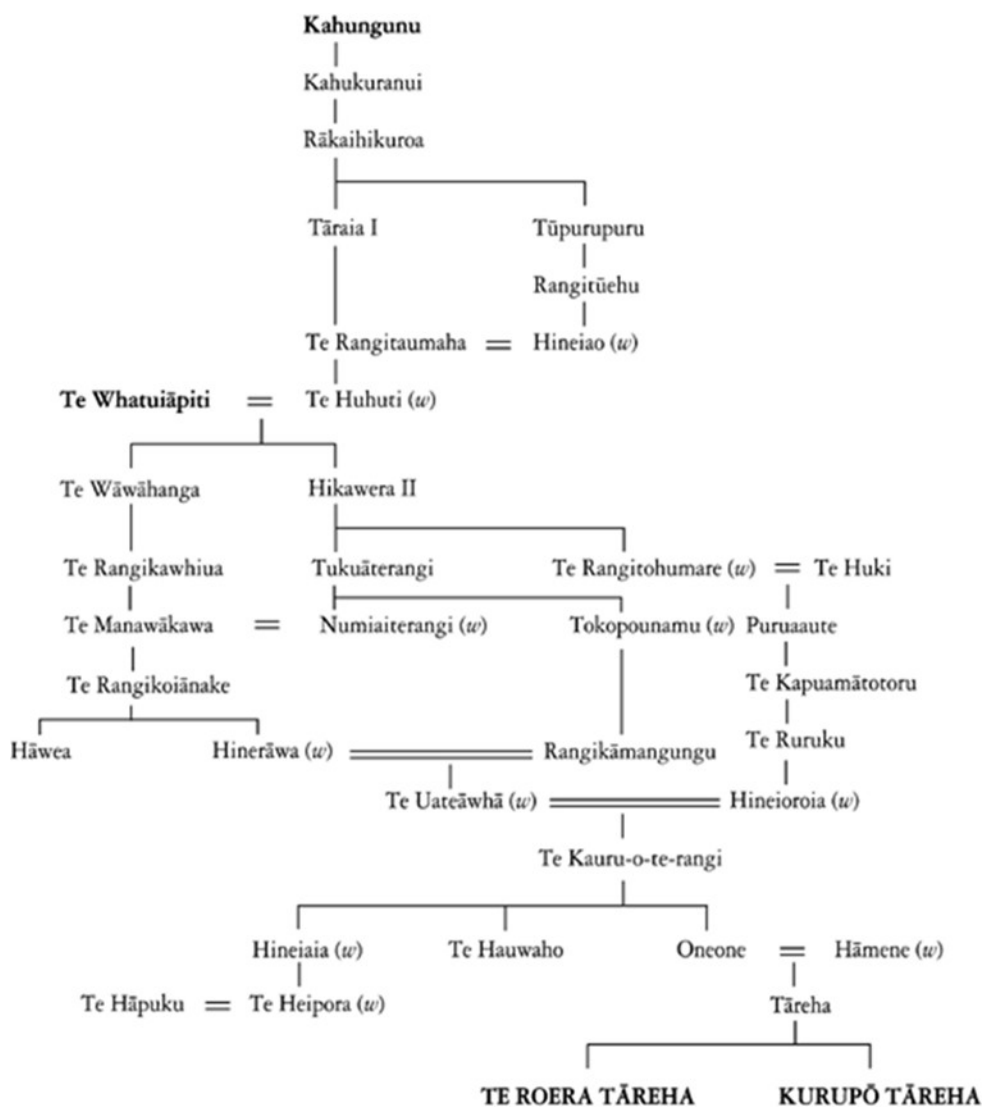 Kahungunu
Kahukuranui
Rākaihikuroa
Tāraia I Tūpurupuru
Rangitūehu
Te Rangitaumaha = Hineiao (w)
Te Whatuiāpiti = Te Huhuti (w)
Te Wāwāhanga Hikawera II
Te Rangikawhiua Tukuāterangi Te Rangitohumare (w) = Te Huki
Te Manawākawa = Numiaiterangi (w) Tokopounamu (w) Puruaaute
Te Rangikoiānake Te Kapuamātotoru
Hāwea Hinerāwa (w) = Rangikāmangungu Te Ruruku
Te Uateāwhā (w) = Hineioroia (w)
Te Kauru-o-te-rangi
Hineiaia (w) Te Hauwaho Oneone = Hāmene (w)
Te Hāpuku = Te Heipora (w) Tāreha
TE ROERA TĀREHA KURUPŌ TĀREHA